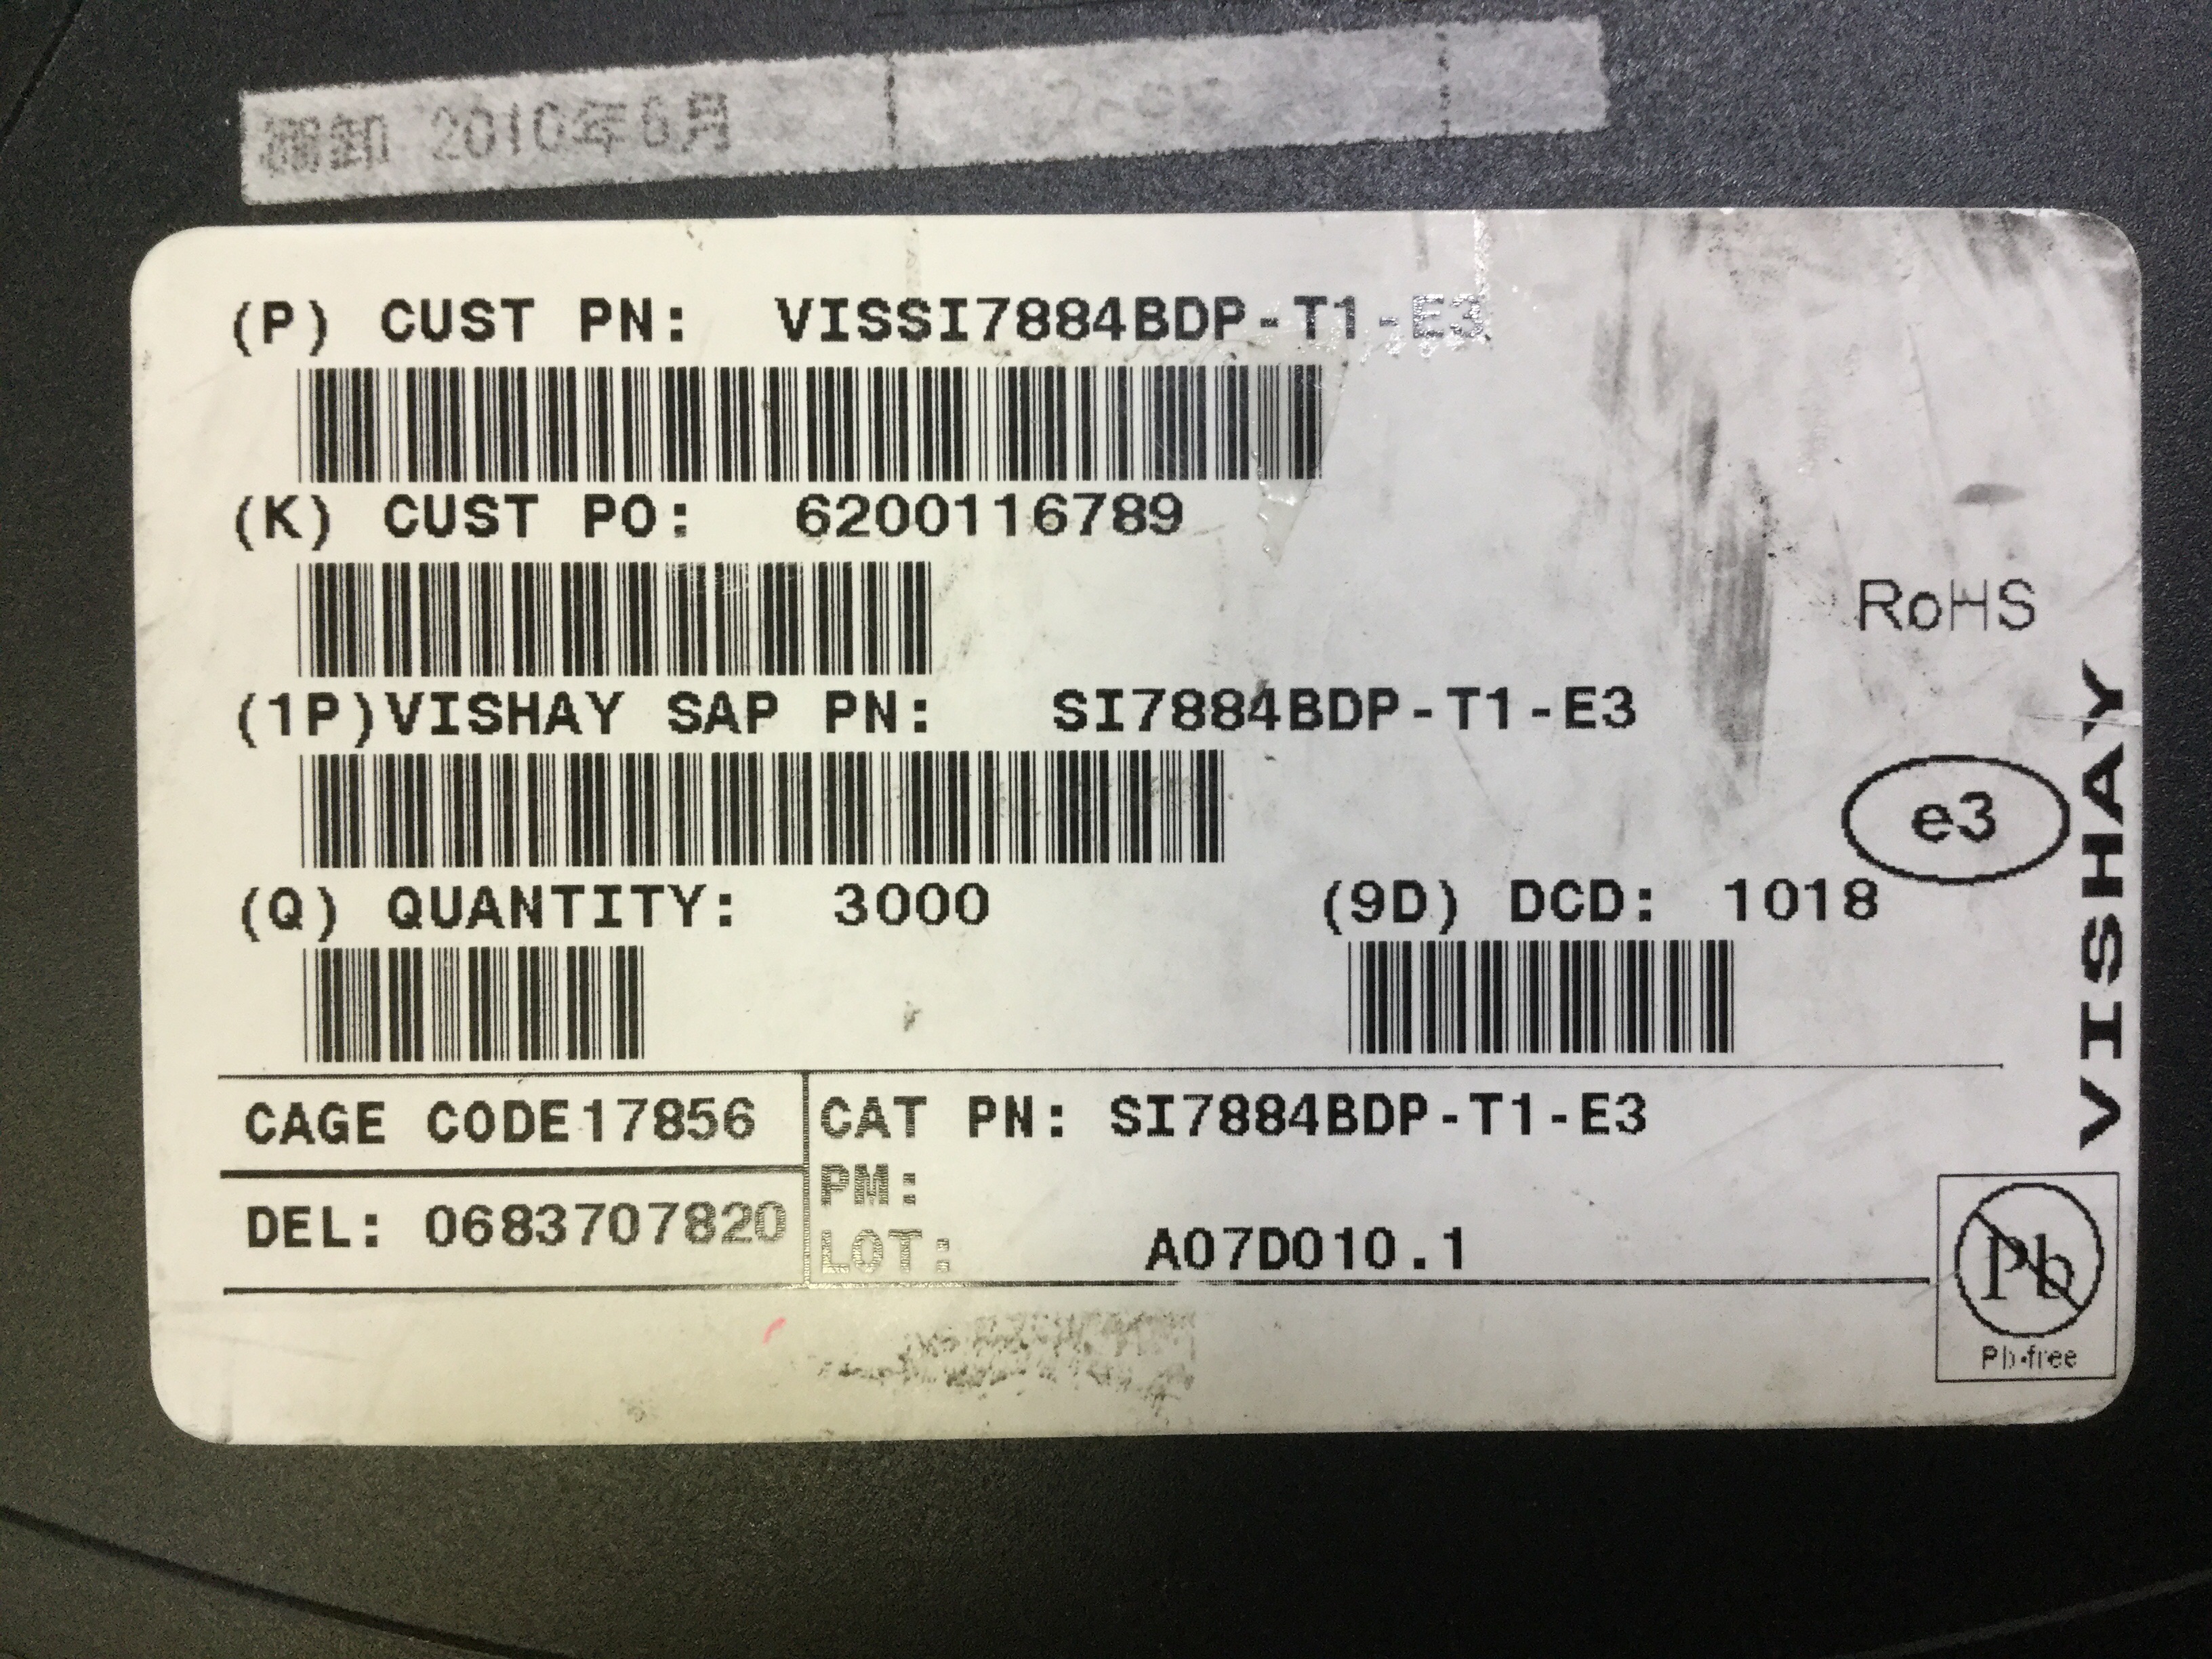 棚卸 2010年6月
(P) CUST PN: VISSI7884BDP-T1-E3
(K) CUST PO: 6200116789
RoHS
(1P)VISHAY SAP PN: SI7884BDP-T1-E3
e3
VISHAY
(Q) QUANTITY: 3000 (9D) DCD: 1018
CAGE CODE17856
CAT PN: SI7884BDP-T1-E3
PM:
DEL: 0683707820
LOT: A07D010.1
Pb
Pb-free